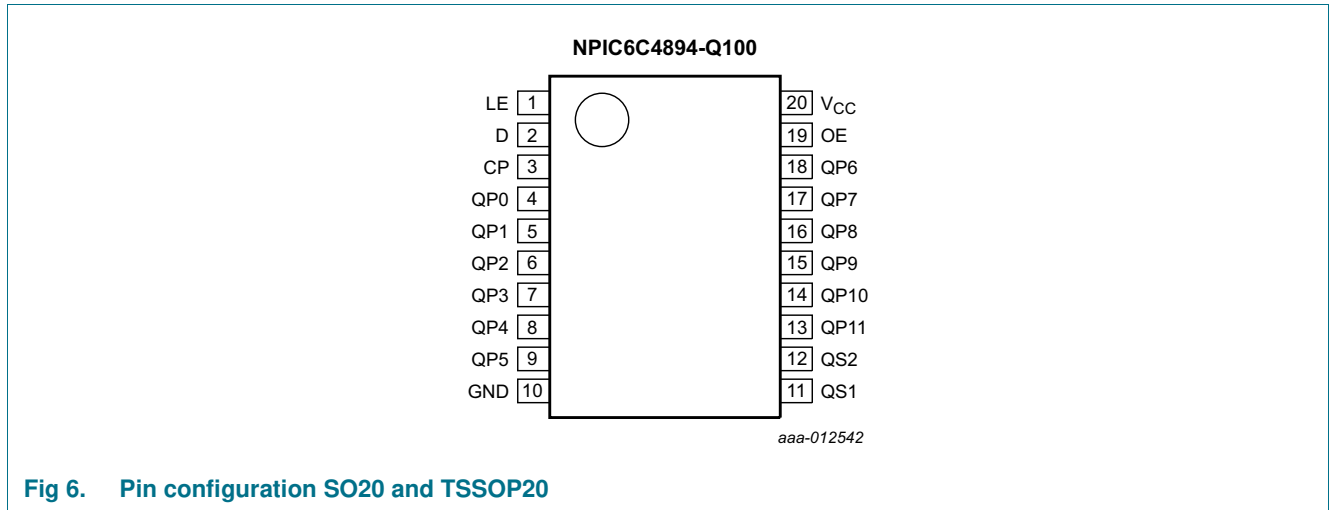 NPIC6C4894-Q100
LE 1 20 VCC
D 2 19 OE
CP 3 18 QP6
QP0 4 17 QP7
QP1 5 16 QP8
QP2 6 15 QP9
QP3 7 14 QP10
QP4 8 13 QP11
QP5 9 12 QS2
GND 10 11 QS1
aaa-012542
Fig 6. Pin configuration SO20 and TSSOP20